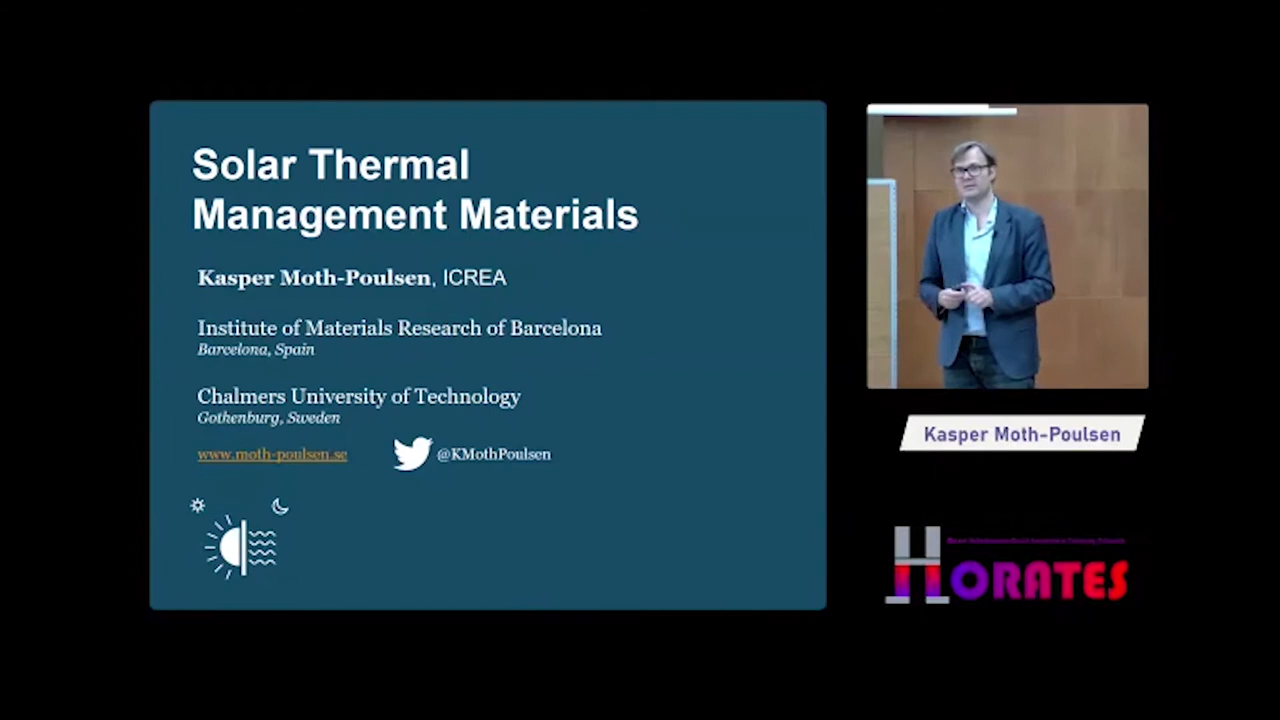 Solar Thermal
Management Materials
Kasper Moth-Poulsen, ICREA
Institute of Materials Research of Barcelona
Barcelona, Spain
Chalmers University of Technology
Gothenburg, Sweden
www.moth-poulsen.se
@KMothPoulsen
Kasper Moth-Poulsen
HORATES